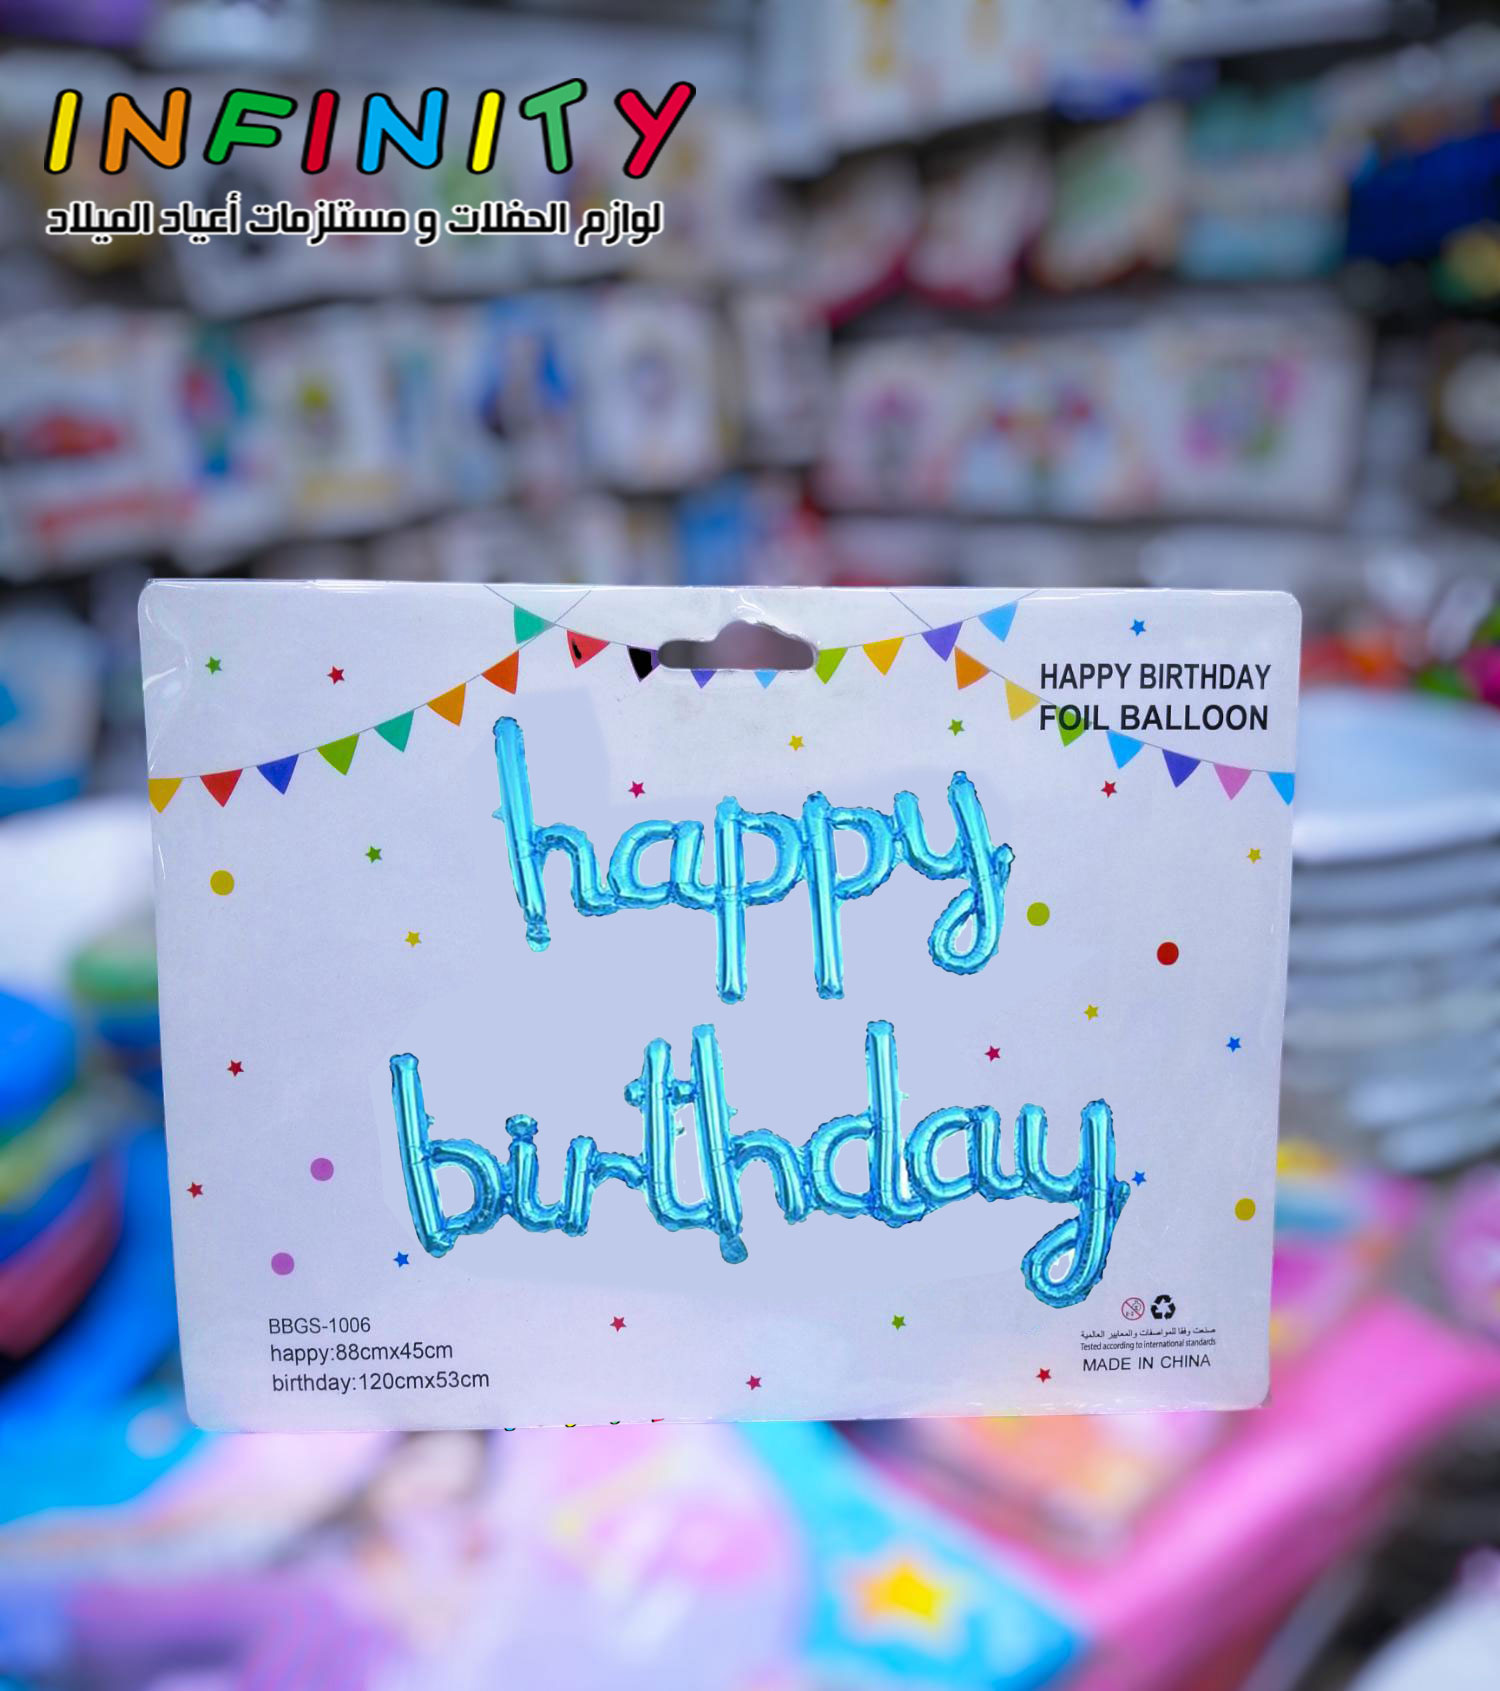 INFINITY
لوازم الحفلات و مستلزمات أعياد الميلاد
HAPPY BIRTHDAY
FOIL BALLOON
happy
birthday
BBGS-1006
happy:88cmx45cm
birthday:120cmx53cm
صنعت وفقا للمواصفات والمعايير العالمية
Tested according to international standards
MADE IN CHINA